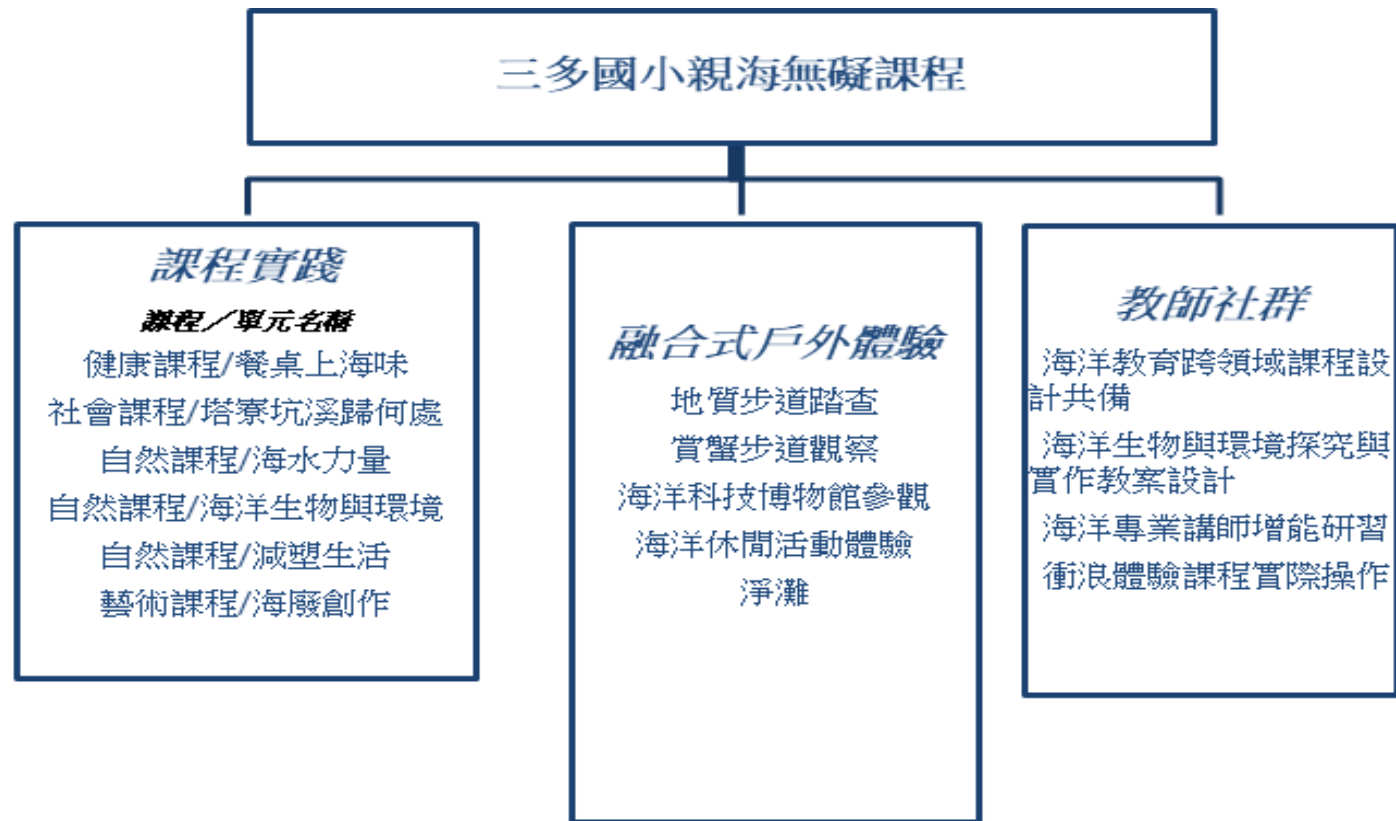 三多國小親海無礙課程
課程實踐
課程／單元名稱
健康課程/餐桌上海味
社會課程/塔寮坑溪歸何處
自然課程/海水力量
自然課程/海洋生物與環境
自然課程/減塑生活
藝術課程/海廢創作
融合式戶外體驗
地質步道踏查
賞蟹步道觀察
海洋科技博物館參觀
海洋休閒活動體驗
淨灘
教師社群
海洋教育跨領域課程設
計共備
海洋生物與環境探究與
實作教案設計
海洋專業講師增能研習
衝浪體驗課程實際操作